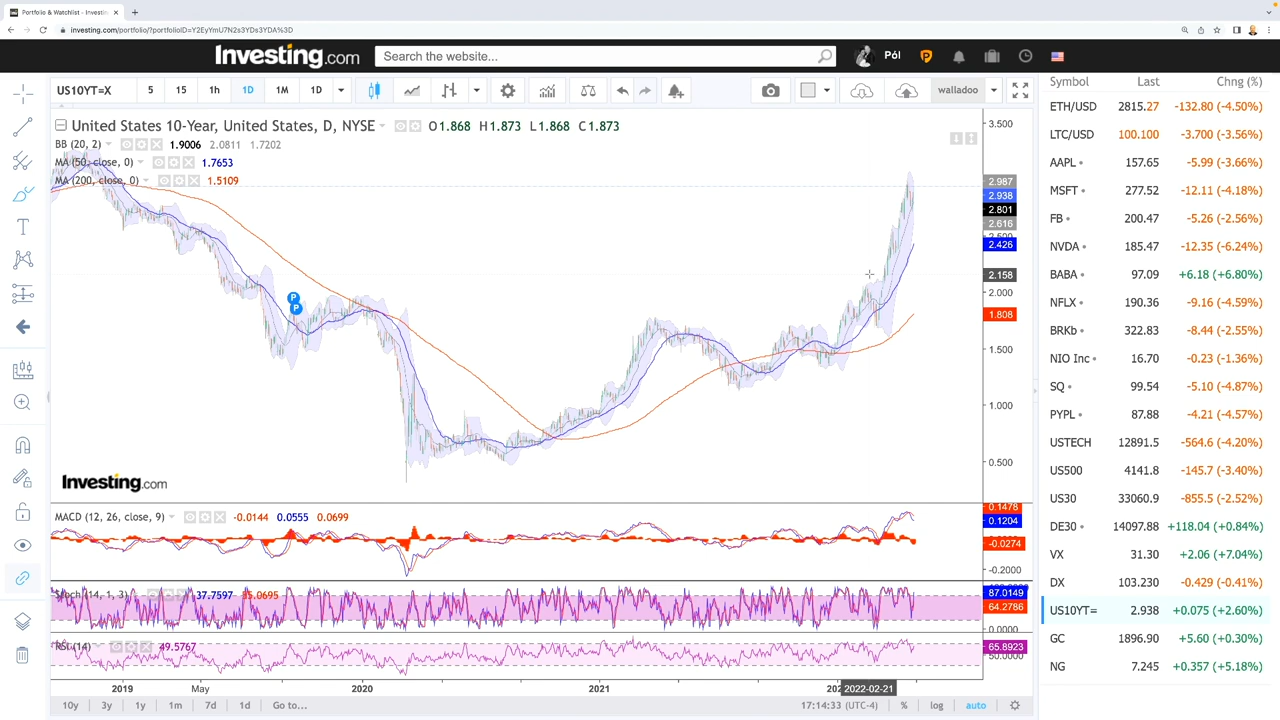 Portfolio & Watchlist - Investin
investing.com/portfolio/?portfolioID=Y2EyYmU7N2s3YDs3YDA%3D
Investing.com
Search the website...
Pól
US10YT=X 5 15 1h 1D 1M 1D
walladoo
United States 10-Year, United States, D, NYSE O1.868 H1.873 L1.868 C1.873
BB (20, 2) 1.9006 2.0811 1.7202
MA (50, close, 0) 1.7653
MA (200, close, 0) 1.5109
P
P
3.500
2.987
2.938
2.801
2.616
2.500
2.426
2.158
2.000
1.808
1.500
1.000
0.500
Investing.com
MACD (12, 26, close, 9) -0.0144 0.0555 0.0699
0.1478
0.1204
-0.0274
-0.2000
Stoch (14, 1, 3) 37.7597 35.0695
87.0149
64.2786
0.0000
RSI (14) 49.5767
65.8923
50.0000
2019 May 2020 2021 2022-02-21
10y 3y 1y 1m 7d 1d Go to... 17:14:33 (UTC-4) % log auto
Symbol Last Chng (%)
ETH/USD 2815.27 -132.80 (-4.50%)
LTC/USD 100.100 -3.700 (-3.56%)
AAPL 157.65 -5.99 (-3.66%)
MSFT 277.52 -12.11 (-4.18%)
FB 200.47 -5.26 (-2.56%)
NVDA 185.47 -12.35 (-6.24%)
BABA 97.09 +6.18 (+6.80%)
NFLX 190.36 -9.16 (-4.59%)
BRKb 322.83 -8.44 (-2.55%)
NIO Inc 16.70 -0.23 (-1.36%)
SQ 99.54 -5.10 (-4.87%)
PYPL 87.88 -4.21 (-4.57%)
USTECH 12891.5 -564.6 (-4.20%)
US500 4141.8 -145.7 (-3.40%)
US30 33060.9 -855.5 (-2.52%)
DE30 14097.88 +118.04 (+0.84%)
VX 31.30 +2.06 (+7.04%)
DX 103.230 -0.429 (-0.41%)
US10YT= 2.938 +0.075 (+2.60%)
GC 1896.90 +5.60 (+0.30%)
NG 7.245 +0.357 (+5.18%)